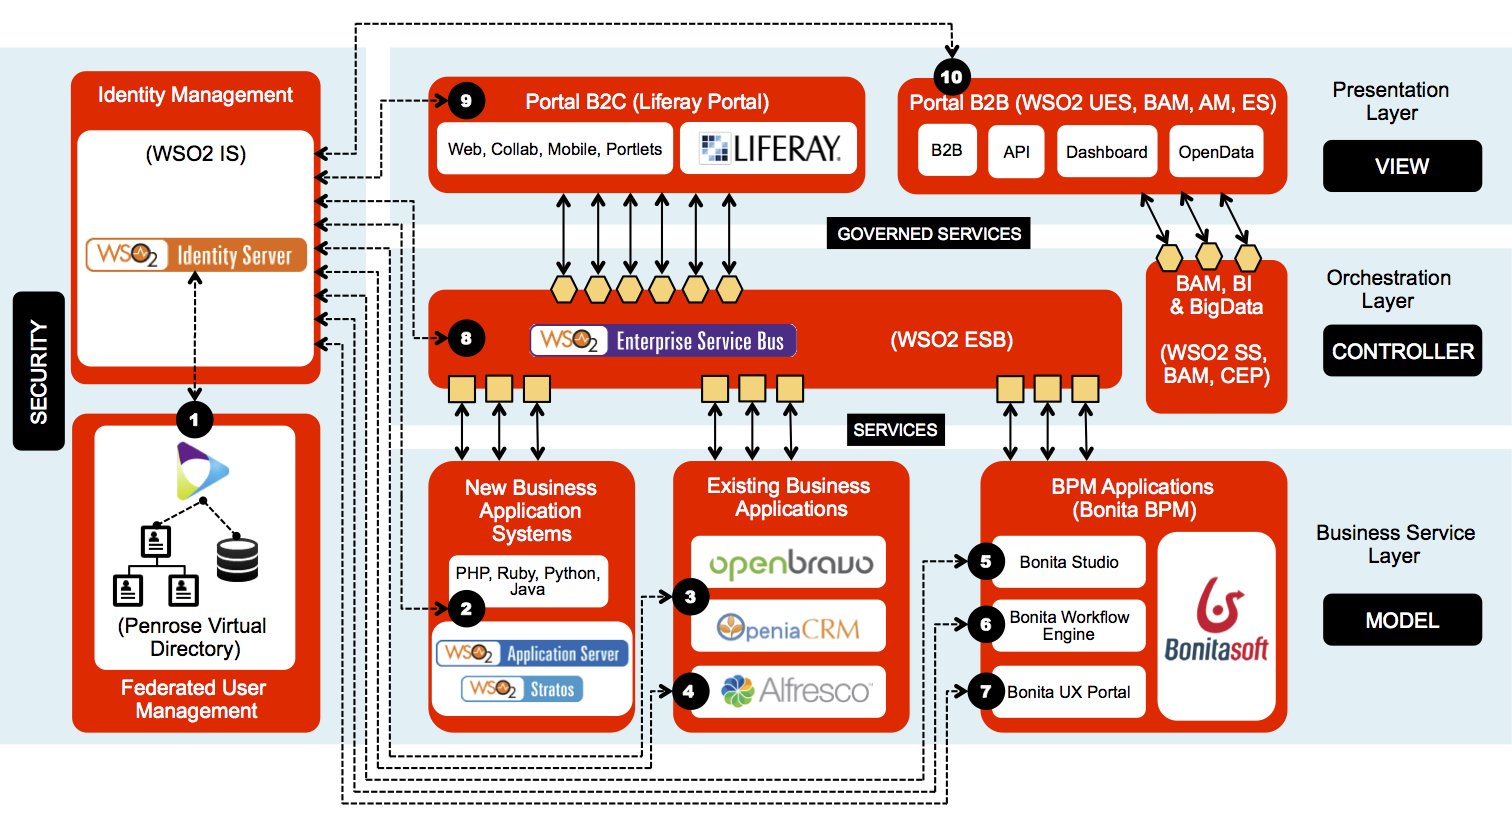 Identity Management
(WSO2 IS)
WSO2 Identity Server
SECURITY
1
(Penrose Virtual
Directory)
Federated User
Management
9
Portal B2C (Liferay Portal)
Web, Collab, Mobile, Portlets
LIFERAY.
10
Portal B2B (WSO2 UES, BAM, AM, ES)
B2B
API
Dashboard
OpenData
Presentation
Layer
VIEW
GOVERNED SERVICES
8
WSO2 Enterprise Service Bus
(WSO2 ESB)
BAM, BI
& BigData
(WSO2 SS,
BAM, CEP)
Orchestration
Layer
CONTROLLER
SERVICES
New Business
Application
Systems
PHP, Ruby, Python,
Java
2
WSO2 Application Server
WSO2 Stratos
Existing Business
Applications
openbravo
3
OpeniaCRM
4
Alfresco™
BPM Applications
(Bonita BPM)
5
Bonita Studio
6
Bonita Workflow
Engine
7
Bonita UX Portal
Bonitasoft
Business Service
Layer
MODEL